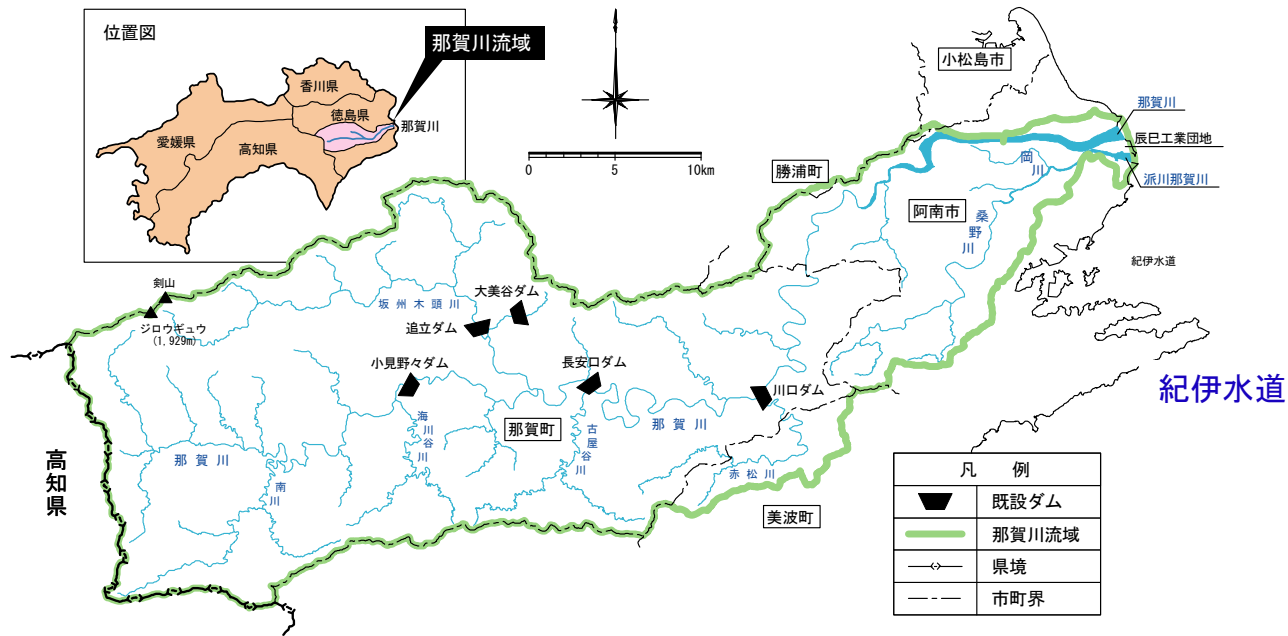 位置図
那賀川流域
香川県
徳島県
那賀川
愛媛県
高知県
0
5
10km
小松島市
那賀川
辰巳工業団地
派川那賀川
岡川
勝浦町
阿南市
桑野川
紀伊水道
剣山
ジロウギュウ
(1,929m)
坂州木頭川
大美谷ダム
追立ダム
小見野々ダム
長安口ダム
川口ダム
紀伊水道
海川谷川
那賀町
古屋谷川
那賀川
高知県
那賀川
南川
赤松川
美波町
凡 例
既設ダム
那賀川流域
県境
市町界